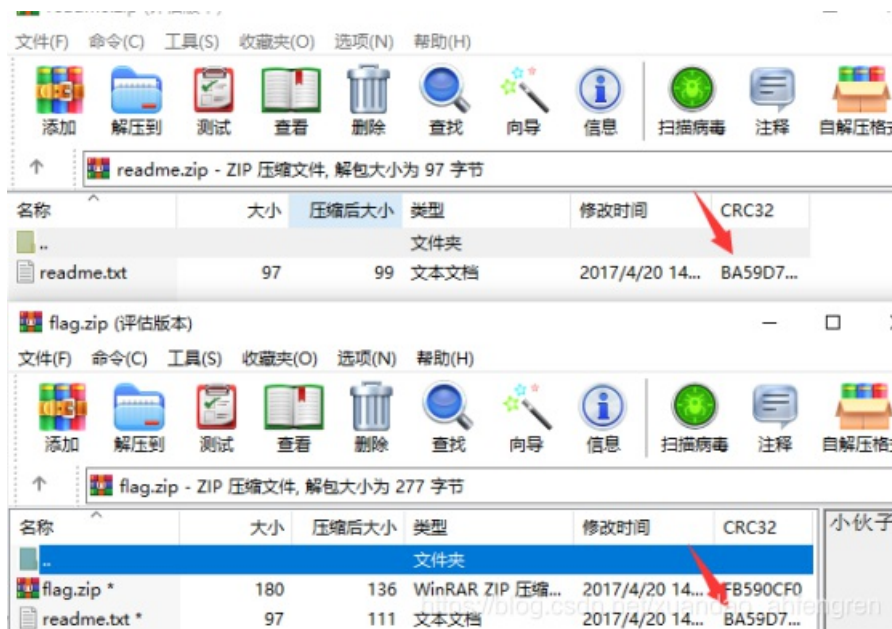 文件(F) 命令(C) 工具(S) 收藏夹(O) 选项(N) 帮助(H)
添加 解压到 测试 查看 删除 查找 向导 信息 扫描病毒 注释 自解压格式
readme.zip - ZIP 压缩文件, 解包大小为 97 字节
名称 大小 压缩后大小 类型 修改时间 CRC32
.. 文件夹
readme.txt 97 99 文本文档 2017/4/20 14... BA59D7...
flag.zip (评估版本)
文件(F) 命令(C) 工具(S) 收藏夹(O) 选项(N) 帮助(H)
添加 解压到 测试 查看 删除 查找 向导 信息 扫描病毒 注释 自解压格式
flag.zip - ZIP 压缩文件, 解包大小为 277 字节
名称 大小 压缩后大小 类型 修改时间 CRC32 小伙子
.. 文件夹
flag.zip * 180 136 WinRAR ZIP 压缩... 2017/4/20 14... FB590CF0
readme.txt * 97 111 文本文档 2017/4/20 14... BA59D7...